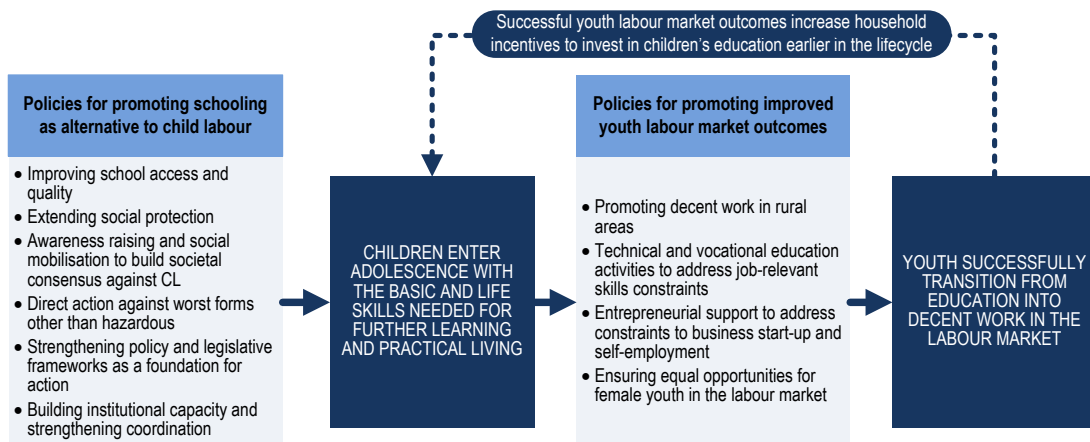 Successful youth labour market outcomes increase household
incentives to invest in children’s education earlier in the lifecycle
Policies for promoting schooling
as alternative to child labour
• Improving school access and
quality
• Extending social protection
• Awareness raising and social
mobilisation to build societal
consensus against CL
• Direct action against worst forms
other than hazardous
• Strengthening policy and legislative
frameworks as a foundation for
action
• Building institutional capacity and
strengthening coordination
CHILDREN ENTER
ADOLESCENCE WITH
THE BASIC AND LIFE
SKILLS NEEDED FOR
FURTHER LEARNING
AND PRACTICAL LIVING
Policies for promoting improved
youth labour market outcomes
• Promoting decent work in rural
areas
• Technical and vocational education
activities to address job-relevant
skills constraints
• Entrepreneurial support to address
constraints to business start-up and
self-employment
• Ensuring equal opportunities for
female youth in the labour market
YOUTH SUCCESSFULLY
TRANSITION FROM
EDUCATION INTO
DECENT WORK IN THE
LABOUR MARKET